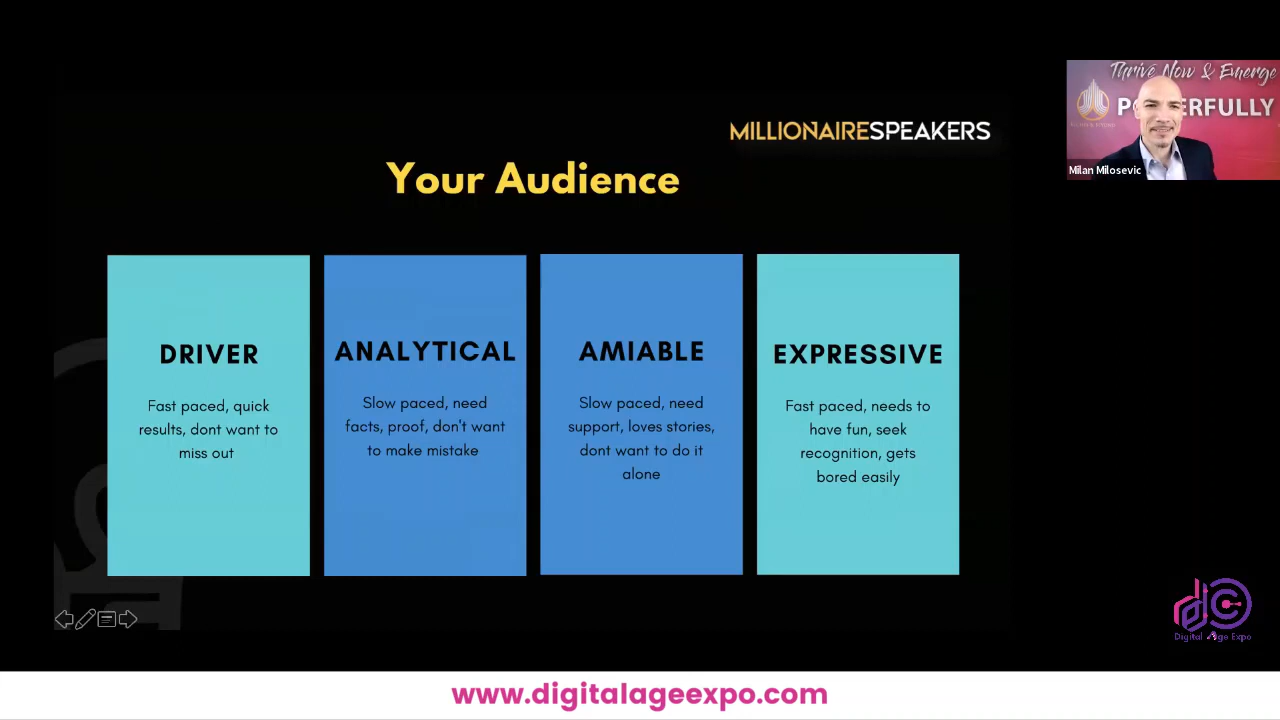 MILLIONAIRESPEAKERS
Your Audience
DRIVER
Fast paced, quick
results, dont want to
miss out
ANALYTICAL
Slow paced, need
facts, proof, don't want
to make mistake
AMIABLE
Slow paced, need
support, loves stories,
dont want to do it
alone
EXPRESSIVE
Fast paced, needs to
have fun, seek
recognition, gets
bored easily
Thrive Now & Emerge
Milan Milosevic
Digital Age Expo
www.digitalageexpo.com